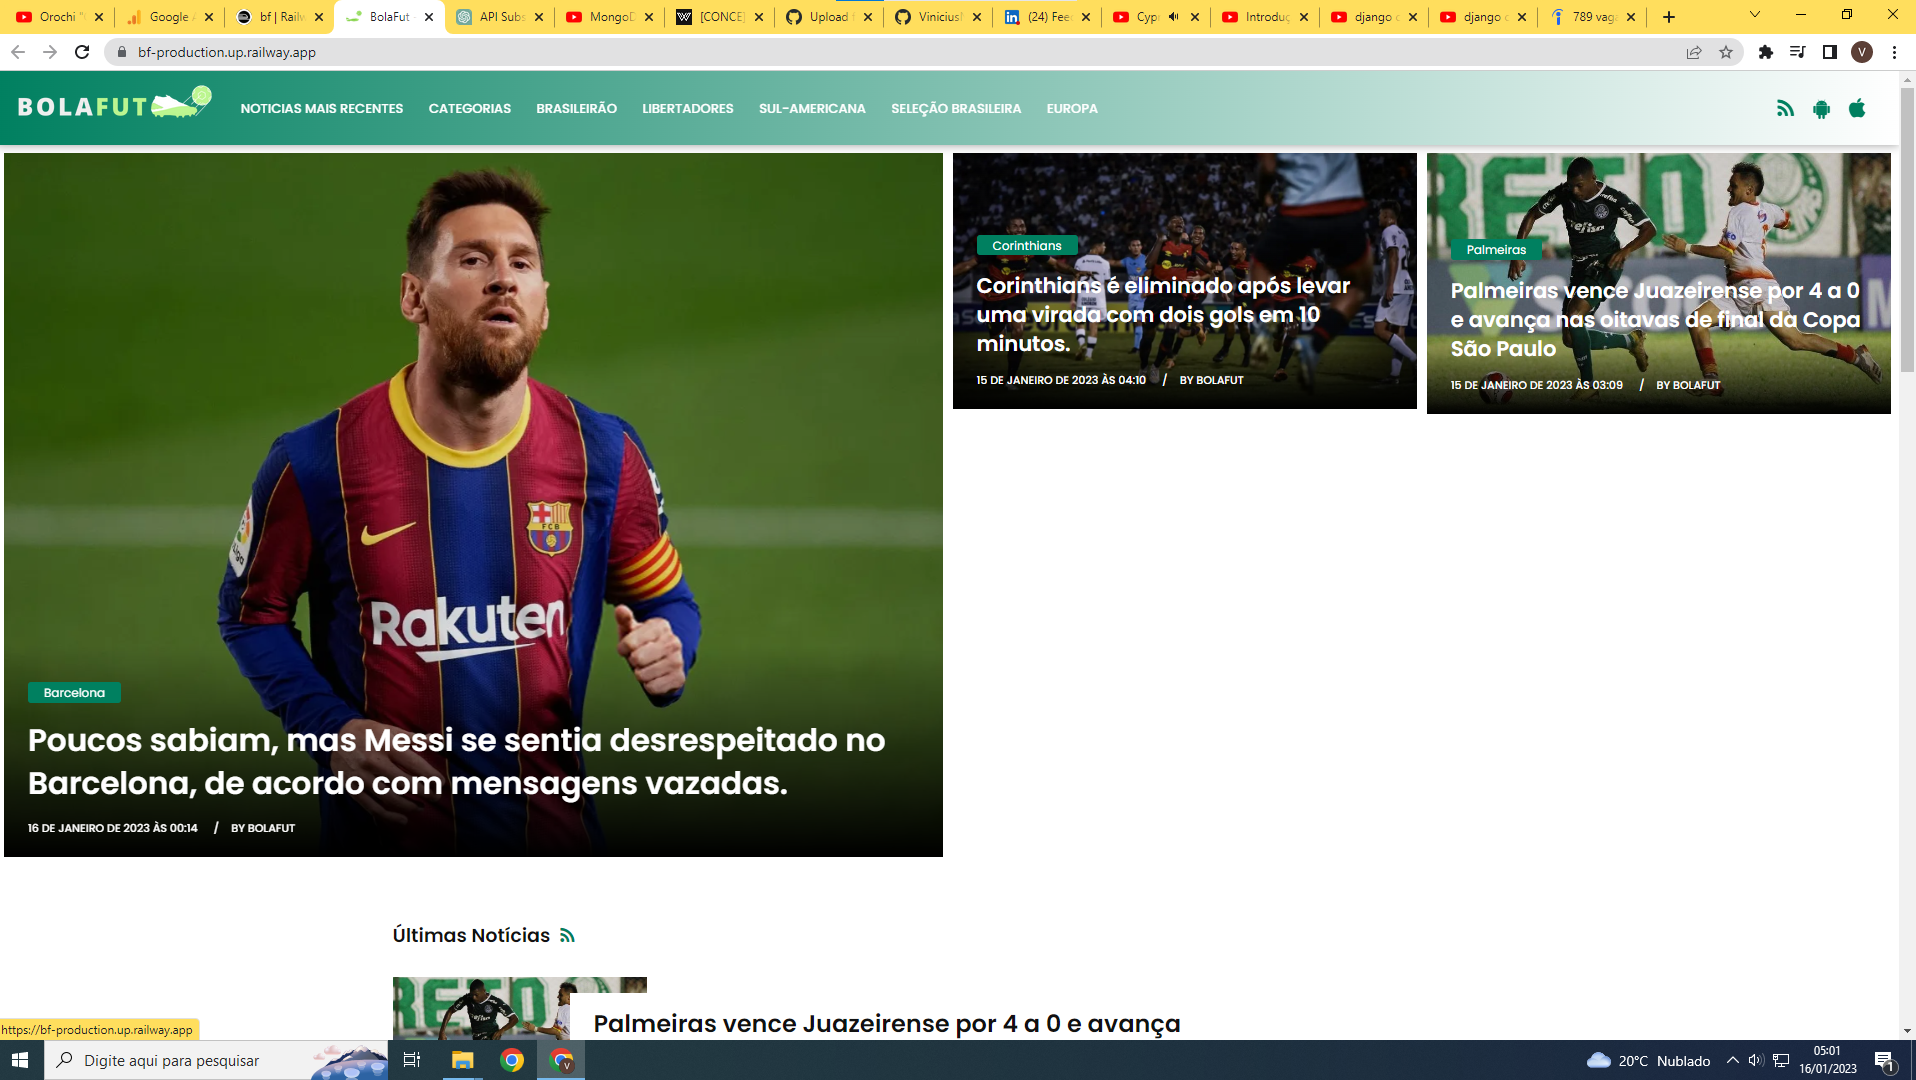 Orochi "
Google A
bf | Railw
BolaFut -
API Subs
MongoD
[CONCE]
Upload
Vinicius
(24) Feed
Cyp
Introduç
django c
django c
789 vaga
bf-production.up.railway.app
V
BOLAFUT
NOTICIAS MAIS RECENTES
CATEGORIAS
BRASILEIRÃO
LIBERTADORES
SUL-AMERICANA
SELEÇÃO BRASILEIRA
EUROPA
FCB
Rakuten
Barcelona
Poucos sabiam, mas Messi se sentia desrespeitado no
Barcelona, de acordo com mensagens vazadas.
16 DE JANEIRO DE 2023 ÀS 00:14 / BY BOLAFUT
Corinthians
Corinthians é eliminado após levar
uma virada com dois gols em 10
minutos.
15 DE JANEIRO DE 2023 ÀS 04:10 / BY BOLAFUT
Palmeiras
Palmeiras vence Juazeirense por 4 a 0
e avança nas oitavas de final da Copa
São Paulo
15 DE JANEIRO DE 2023 ÀS 03:09 / BY BOLAFUT
Últimas Notícias
Palmeiras vence Juazeirense por 4 a 0 e avança
https://bf-production.up.railway.app
Digite aqui para pesquisar
V
20°C Nublado
05:01
16/01/2023
1